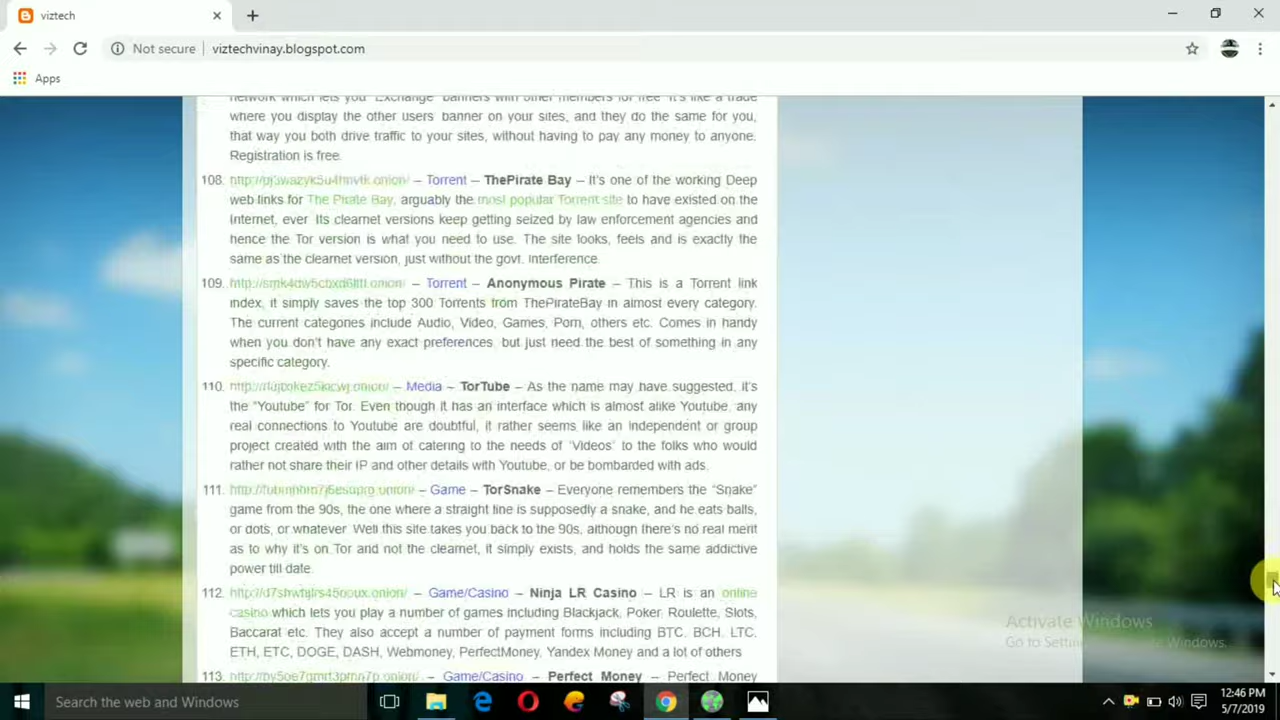 viztech
Not secure
viztechvinay.blogspot.com
Apps
network which lets you "Exchange" banners with other members for free. It's like a trade
where you display the other users' banner on your sites, and they do the same for you,
that way you both drive traffic to your sites, without having to pay any money to anyone.
Registration is free.
108. – Torrent – ThePirate Bay – It's one of the working Deep
web links for The Pirate Bay, arguably the most popular Torrent site to have existed on the
Internet, ever. Its clearnet versions keep getting seized by law enforcement agencies and
hence the Tor version is what you need to use. The site looks, feels and is exactly the
same as the clearnet version, just without the govt. Interference.
109. – Torrent – Anonymous Pirate – This is a Torrent link
index, it simply saves the top 300 Torrents from ThePirateBay in almost every category.
The current categories include Audio, Video, Games, Porn, others etc. Comes in handy
when you don't have any exact preferences, but just need the best of something in any
specific category.
110. – Media – TorTube – As the name may have suggested, it's
the "Youtube" for Tor. Even though it has an interface which is almost alike Youtube, any
real connections to Youtube are doubtful, it rather seems like an independent or group
project created with the aim of catering to the needs of 'Videos' to the folks who would
rather not share their IP and other details with Youtube, or be bombarded with ads.
111. – Game – TorSnake – Everyone remembers the "Snake"
game from the 90s, the one where a straight line is supposedly a snake, and he eats balls,
or dots, or whatever. Well this site takes you back to the 90s, although there's no real merit
as to why it's on Tor and not the clearnet, it simply exists, and holds the same addictive
power till date.
112. – Game/Casino – Ninja LR Casino – LR is an online
casino which lets you play a number of games including Blackjack, Poker, Roulette, Slots,
Baccarat etc. They also accept a number of payment forms including BTC, BCH, LTC,
ETH, ETC, DOGE, DASH, Webmoney, PerfectMoney, Yandex Money and a lot of others
113. – Game/Casino – Perfect Money – Perfect Money
Activate Windows
Go to Windows.
Search the web and Windows
12:46 PM
5/7/2019